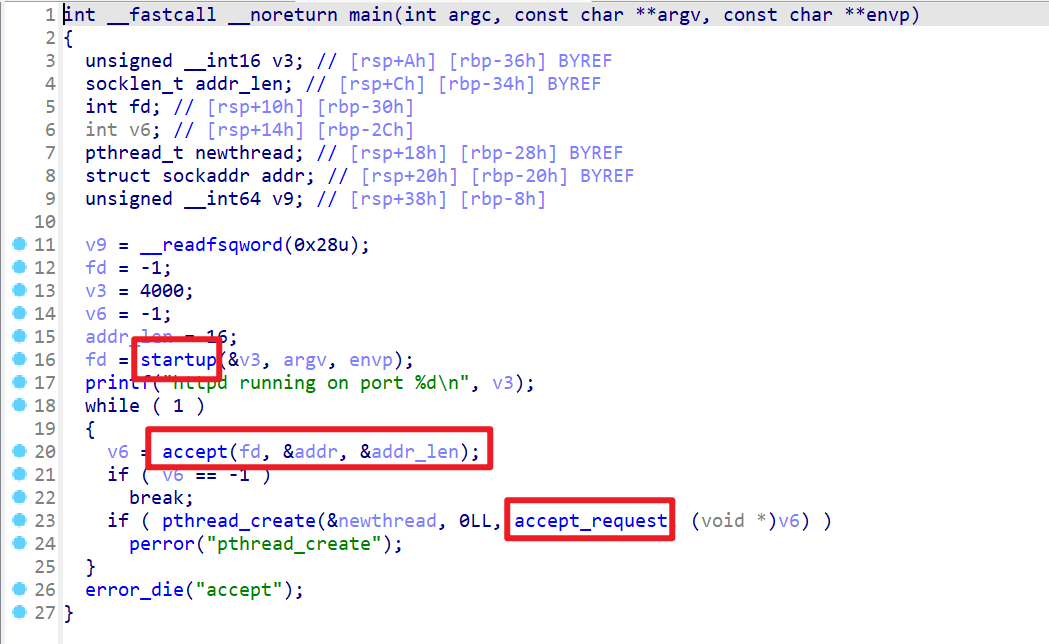 1 int __fastcall __noreturn main(int argc, const char **argv, const char **envp)
2 {
3 unsigned __int16 v3; // [rsp+Ah] [rbp-36h] BYREF
4 socklen_t addr_len; // [rsp+Ch] [rbp-34h] BYREF
5 int fd; // [rsp+10h] [rbp-30h]
6 int v6; // [rsp+14h] [rbp-2Ch]
7 pthread_t newthread; // [rsp+18h] [rbp-28h] BYREF
8 struct sockaddr addr; // [rsp+20h] [rbp-20h] BYREF
9 unsigned __int64 v9; // [rsp+38h] [rbp-8h]
10
11 v9 = __readfsqword(0x28u);
12 fd = -1;
13 v3 = 4000;
14 v6 = -1;
15 addr_len = 16;
16 fd = startup(&v3, argv, envp);
17 printf("httpd running on port %d\n", v3);
18 while ( 1 )
19 {
20 v6 = accept(fd, &addr, &addr_len);
21 if ( v6 == -1 )
22 break;
23 if ( pthread_create(&newthread, 0LL, accept_request, (void *)v6) )
24 perror("pthread_create");
25 }
26 error_die("accept");
27 }